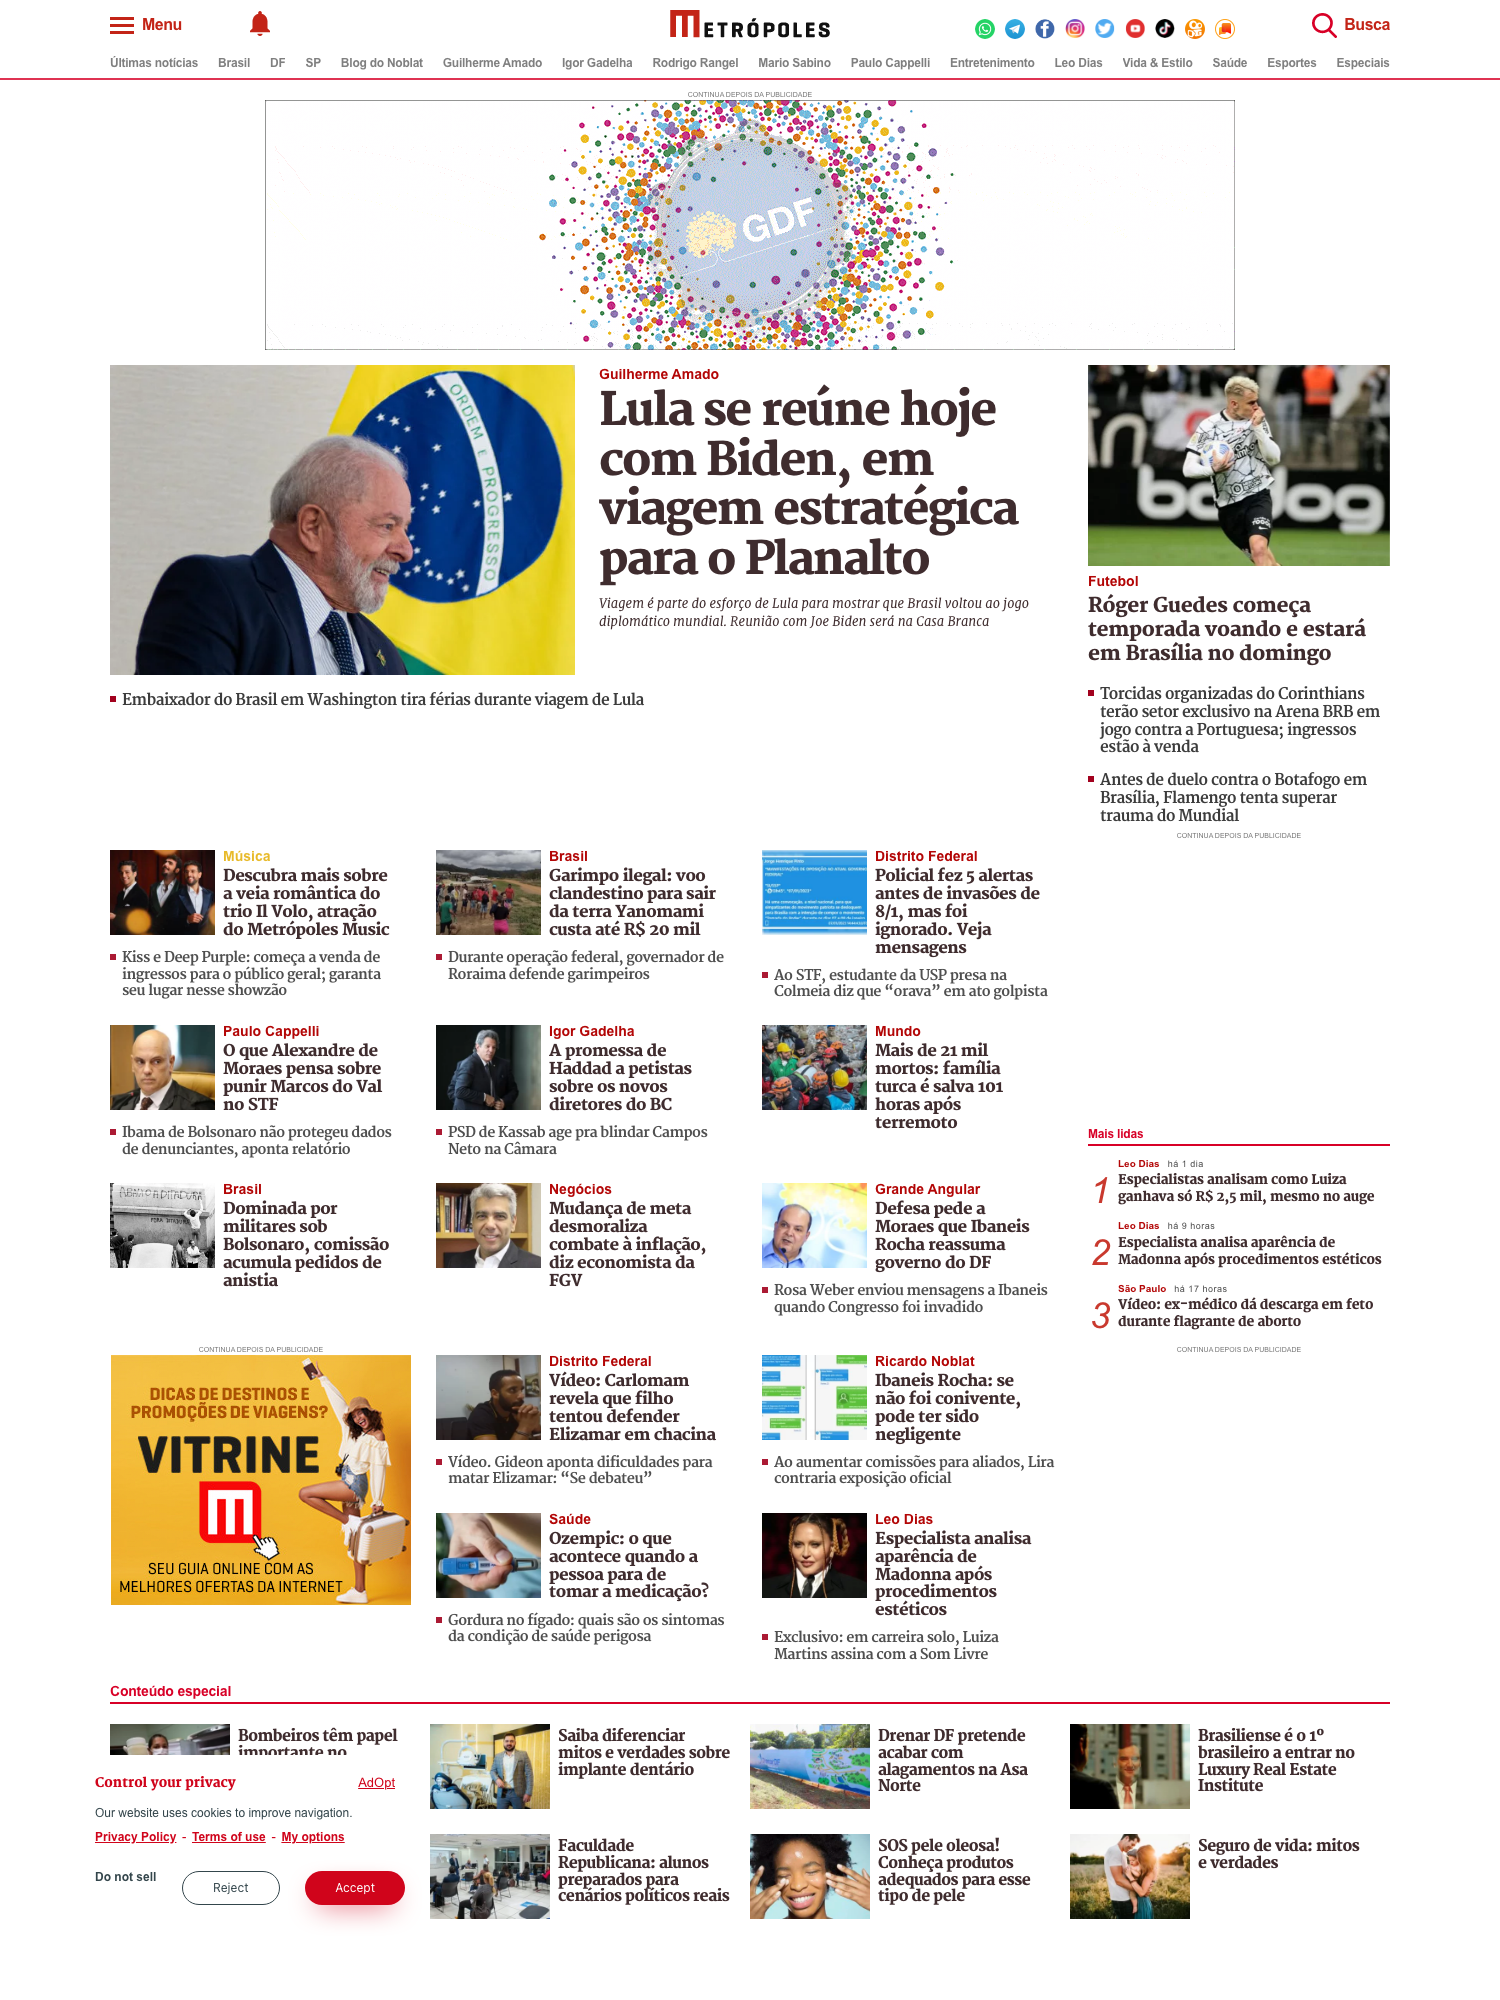 Menu
METRÓPOLES
Busca
Últimas notícias Brasil DF SP Blog do Noblat Guilherme Amado Igor Gadelha Rodrigo Rangel Mario Sabino Paulo Cappelli Entretenimento Leo Dias Vida & Estilo Saúde Esportes Especiais
CONTINUA DEPOIS DA PUBLICIDADE
GDF
ORDEM E PROGRESSO
Guilherme Amado
Lula se reúne hoje
com Biden, em
viagem estratégica
para o Planalto
Viagem é parte do esforço de Lula para mostrar que Brasil voltou ao jogo
diplomático mundial. Reunião com Joe Biden será na Casa Branca
Embaixador do Brasil em Washington tira férias durante viagem de Lula
Futebol
Róger Guedes começa
temporada voando e estará
em Brasília no domingo
Torcidas organizadas do Corinthians
terão setor exclusivo na Arena BRB em
jogo contra a Portuguesa; ingressos
estão à venda
Antes de duelo contra o Botafogo em
Brasília, Flamengo tenta superar
trauma do Mundial
CONTINUA DEPOIS DA PUBLICIDADE
Música
Descubra mais sobre
a veia romântica do
trio Il Volo, atração
do Metrópoles Music
Kiss e Deep Purple: começa a venda de
ingressos para o público geral; garanta
seu lugar nesse showzão
Brasil
Garimpo ilegal: voo
clandestino para sair
da terra Yanomami
custa até R$ 20 mil
Durante operação federal, governador de
Roraima defende garimpeiros
Distrito Federal
Policial fez 5 alertas
antes de invasões de
8/1, mas foi
ignorado. Veja
mensagens
Ao STF, estudante da USP presa na
Colmeia diz que “orava” em ato golpista
Paulo Cappelli
O que Alexandre de
Moraes pensa sobre
punir Marcos do Val
no STF
Ibama de Bolsonaro não protegeu dados
de denunciantes, aponta relatório
Igor Gadelha
A promessa de
Haddad a petistas
sobre os novos
diretores do BC
PSD de Kassab age pra blindar Campos
Neto na Câmara
Mundo
Mais de 21 mil
mortos: família
turca é salva 101
horas após
terremoto
Brasil
Dominada por
militares sob
Bolsonaro, comissão
acumula pedidos de
anistia
Negócios
Mudança de meta
desmoraliza
combate à inflação,
diz economista da
FGV
Grande Angular
Defesa pede a
Moraes que Ibaneis
Rocha reassuma
governo do DF
Rosa Weber enviou mensagens a Ibaneis
quando Congresso foi invadido
Mais lidas
1
Leo Dias há 1 dia
Especialistas analisam como Luiza
ganhava só R$ 2,5 mil, mesmo no auge
2
Leo Dias há 9 horas
Especialista analisa aparência de
Madonna após procedimentos estéticos
3
São Paulo há 17 horas
Vídeo: ex-médico dá descarga em feto
durante flagrante de aborto
CONTINUA DEPOIS DA PUBLICIDADE
CONTINUA DEPOIS DA PUBLICIDADE
DICAS DE DESTINOS E
PROMOÇÕES DE VIAGENS?
VITRINE
M
SEU GUIA ONLINE COM AS
MELHORES OFERTAS DA INTERNET
Distrito Federal
Vídeo: Carlomam
revela que filho
tentou defender
Elizamar em chacina
Vídeo. Gideon aponta dificuldades para
matar Elizamar: “Se debateu”
Ricardo Noblat
Ibaneis Rocha: se
não foi conivente,
pode ter sido
negligente
Ao aumentar comissões para aliados, Lira
contraria exposição oficial
Saúde
Ozempic: o que
acontece quando a
pessoa para de
tomar a medicação?
Gordura no fígado: quais são os sintomas
da condição de saúde perigosa
Leo Dias
Especialista analisa
aparência de
Madonna após
procedimentos
estéticos
Exclusivo: em carreira solo, Luiza
Martins assina com a Som Livre
Conteúdo especial
Bombeiros têm papel
importante no
Saiba diferenciar
mitos e verdades sobre
implante dentário
Drenar DF pretende
acabar com
alagamentos na Asa
Norte
Brasiliense é o 1º
brasileiro a entrar no
Luxury Real Estate
Institute
Faculdade
Republicana: alunos
preparados para
cenários políticos reais
SOS pele oleosa!
Conheça produtos
adequados para esse
tipo de pele
Seguro de vida: mitos
e verdades
Control your privacy
AdOpt
Our website uses cookies to improve navigation.
Privacy Policy - Terms of use - My options
Do not sell
Reject
Accept